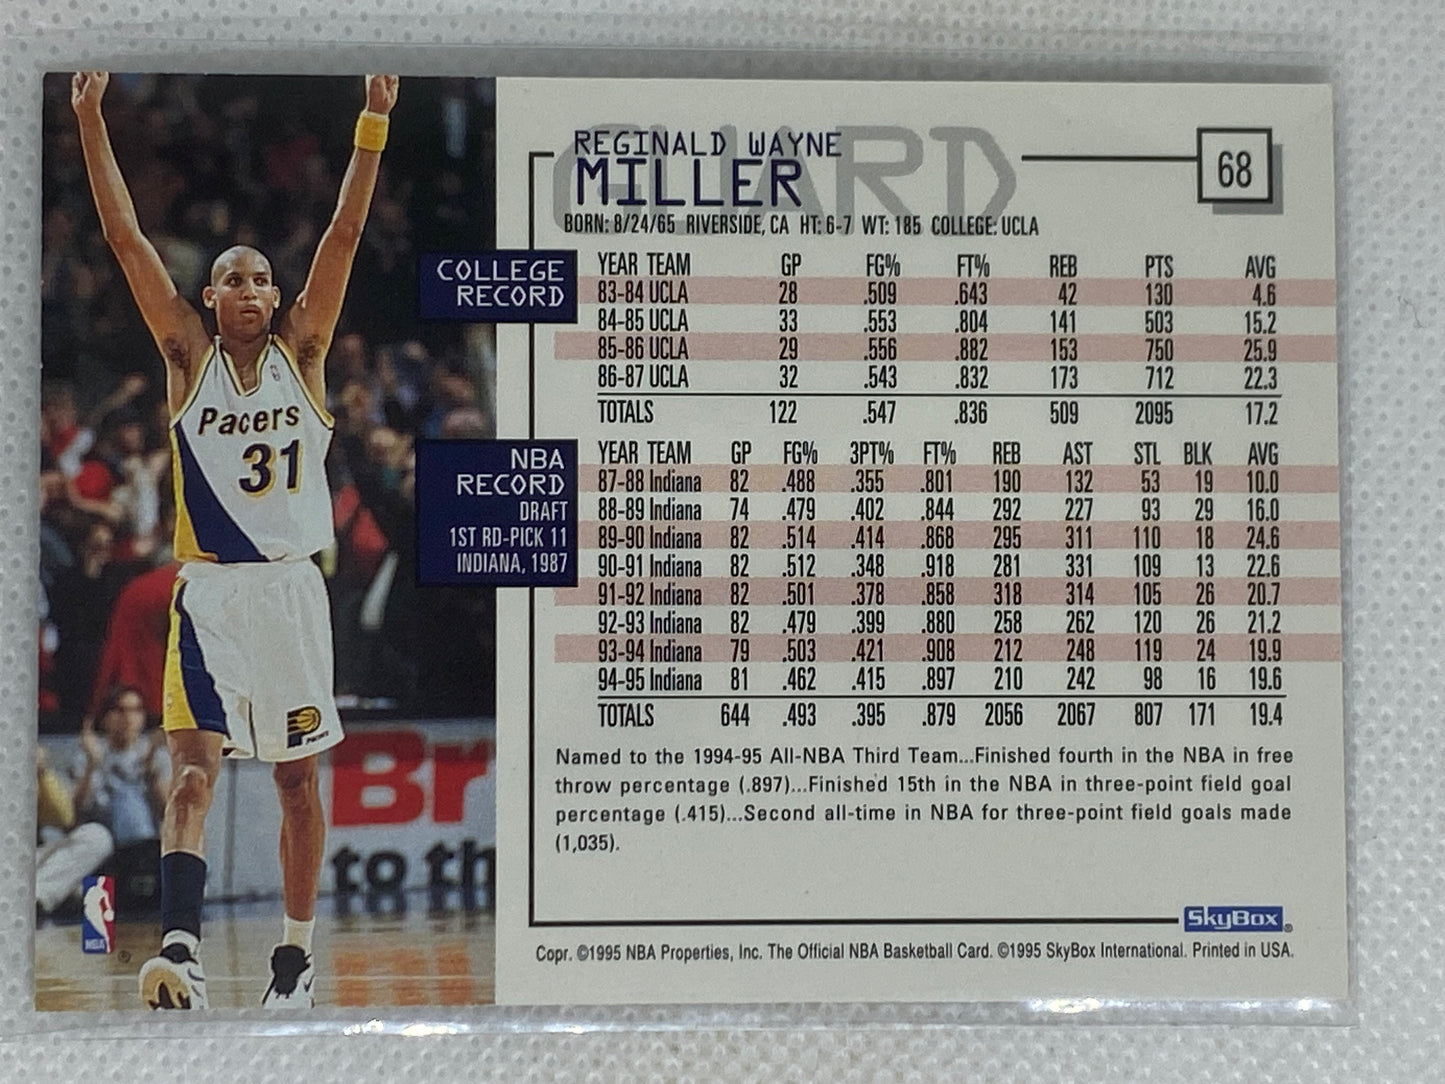 GUARD
REGINALD WAYNE
MILLER
68
BORN: 8/24/65 RIVERSIDE, CA HT: 6-7 WT: 185 COLLEGE: UCLA
COLLEGE
RECORD
YEAR TEAM GP FG% FT% REB PTS AVG
83-84 UCLA 28 .509 .643 42 130 4.6
84-85 UCLA 33 .553 .804 141 503 15.2
85-86 UCLA 29 .556 .882 153 750 25.9
86-87 UCLA 32 .543 .832 173 712 22.3
TOTALS 122 .547 .836 509 2095 17.2
NBA
RECORD
DRAFT
1ST RD-PICK 11
INDIANA, 1987
YEAR TEAM GP FG% 3PT% FT% REB AST STL BLK AVG
87-88 Indiana 82 .488 .355 .801 190 132 53 19 10.0
88-89 Indiana 74 .479 .402 .844 292 227 93 29 16.0
89-90 Indiana 82 .514 .414 .868 295 311 110 18 24.6
90-91 Indiana 82 .512 .348 .918 281 331 109 13 22.6
91-92 Indiana 82 .501 .378 .858 318 314 105 26 20.7
92-93 Indiana 82 .479 .399 .880 258 262 120 26 21.2
93-94 Indiana 79 .503 .421 .908 212 248 119 24 19.9
94-95 Indiana 81 .462 .415 .897 210 242 98 16 19.6
TOTALS 644 .493 .395 .879 2056 2067 807 171 19.4
Named to the 1994-95 All-NBA Third Team...Finished fourth in the NBA in free
throw percentage (.897)...Finished 15th in the NBA in three-point field goal
percentage (.415)...Second all-time in NBA for three-point field goals made
(1,035).
SkyBox®
Copr. ©1995 NBA Properties, Inc. The Official NBA Basketball Card. ©1995 SkyBox International. Printed in USA.
Pacers
31
PACERS
Br
to th
NBA
®